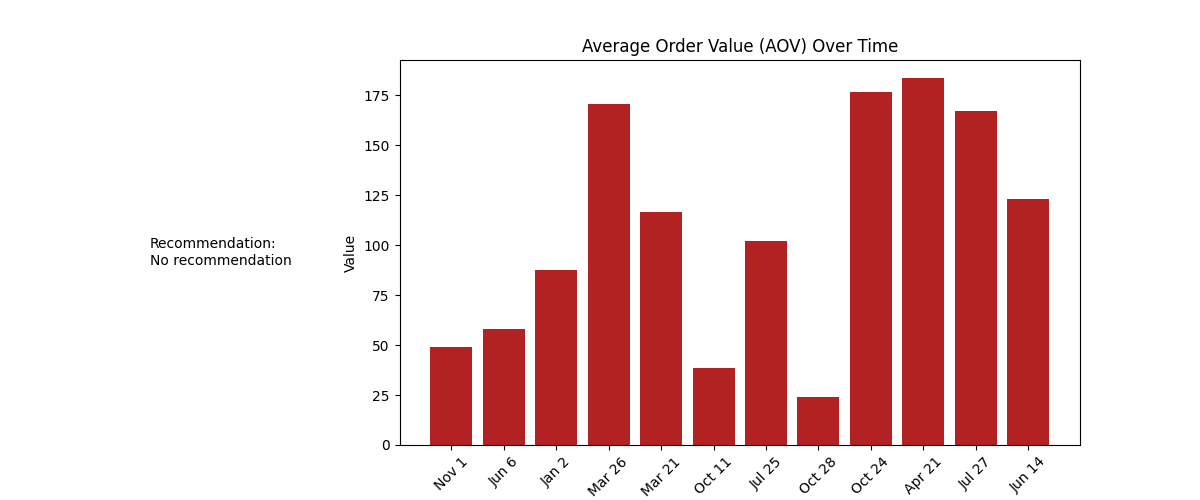 Average Order Value (AOV) Over Time
Recommendation:
No recommendation
Value
175
150
125
100
75
50
25
0
Nov 1
Jun 6
Jan 2
Mar 26
Mar 21
Oct 11
Jul 25
Oct 28
Oct 24
Apr 21
Jul 27
Jun 14